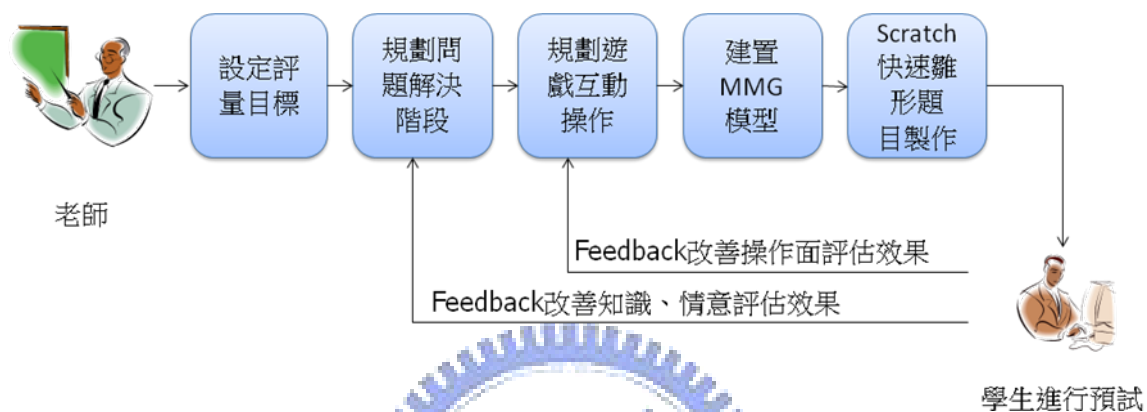 設定評
量目標
規劃問
題解決
階段
規劃遊
戲互動
操作
建置
MMG
模型
Scratch
快速雛
形題
目製作
老師
Feedback改善操作面評估效果
Feedback改善知識、情意評估效果
學生進行預試